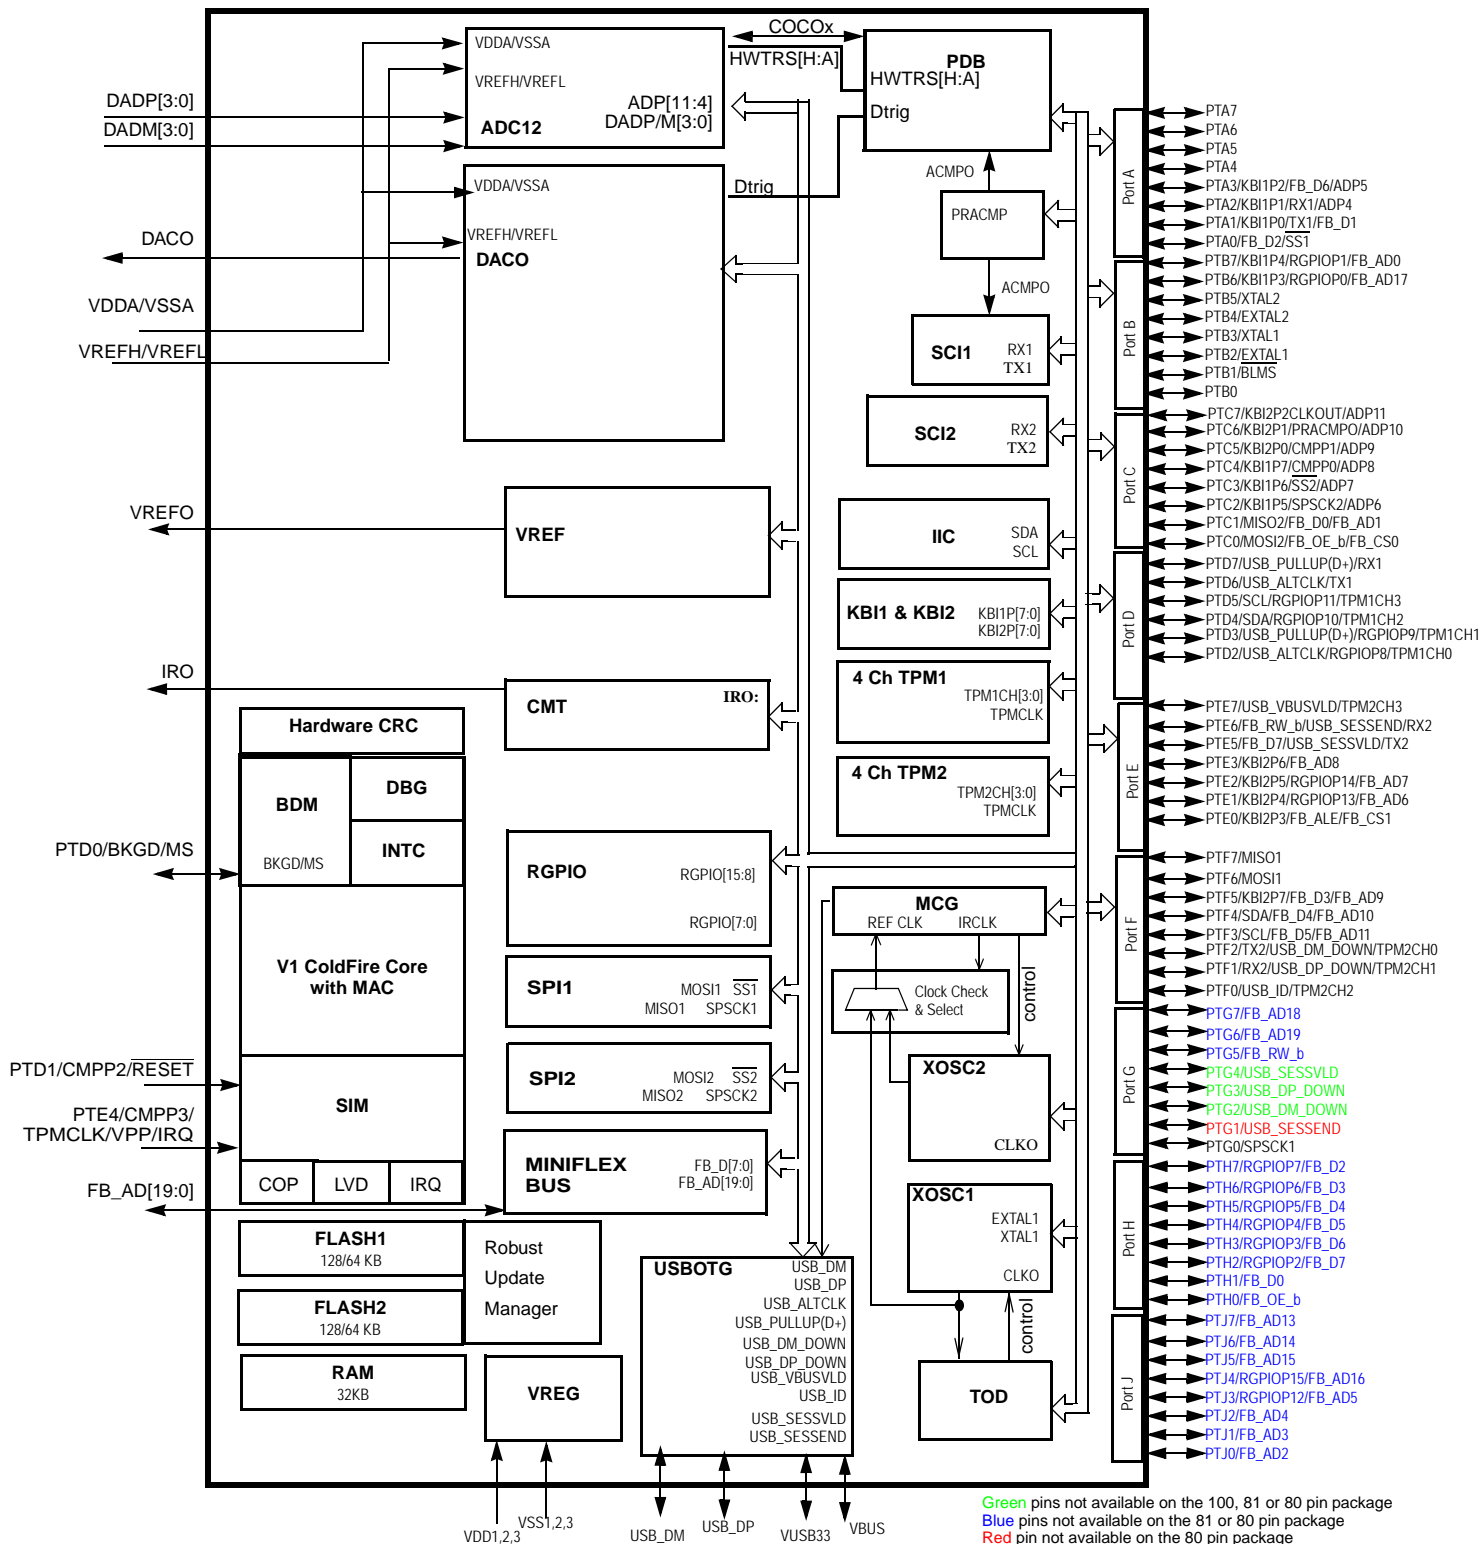 COCOx
VDDA/VSSA
HWTRS[H:A]
PDB
VREFH/VREFL
HWTRS[H:A]
DADP[3:0]
ADP[11:4]
Dtrig
DADM[3:0]
ADC12
DADP/M[3:0]
ACMPO
VDDA/VSSA
Dtrig
PRACMP
DACO
VREFH/VREFL
DACO
ACMPO
VDDA/VSSA
VREFH/VREFL
SCI1
RX1
TX1
SCI2
RX2
TX2
VREFO
VREF
IIC
SDA
SCL
KBI1 & KBI2
KBI1P[7:0]
KBI2P[7:0]
IRO
CMT
IRO:
4 Ch TPM1
TPM1CH[3:0]
TPMCLK
4 Ch TPM2
TPM2CH[3:0]
TPMCLK
Hardware CRC
BDM
DBG
PTD0/BKGD/MS
BKGD/MS
INTC
RGPIO
RGPIO[15:8]
RGPIO[7:0]
MCG
REF CLK
IRCLK
control
V1 ColdFire Core
with MAC
SPI1
MOSI1 SS1
MISO1 SPSCK1
Clock Check
& Select
PTD1/CMPP2/RESET
SPI2
MOSI2 SS2
MISO2 SPSCK2
XOSC2
CLKO
PTE4/CMPP3/
TPMCLK/VPP/IRQ
SIM
COP
LVD
IRQ
FB_AD[19:0]
MINIFLEX
BUS
FB_D[7:0]
FB_AD[19:0]
XOSC1
EXTAL1
XTAL1
CLKO
control
FLASH1
128/64 KB
FLASH2
128/64 KB
Robust
Update
Manager
RAM
32KB
VREG
USBOTG
USB_DM
USB_DP
USB_ALTCLK
USB_PULLUP(D+)
USB_DM_DOWN
USB_DP_DOWN
USB_VBUSVLD
USB_ID
USB_SESSVLD
USB_SESSEND
TOD
VDD1,2,3
VSS1,2,3
USB_DM
USB_DP
VUSB33
VBUS
Port A
PTA7
PTA6
PTA5
PTA4
PTA3/KBI1P2/FB_D6/ADP5
PTA2/KBI1P1/RX1/ADP4
PTA1/KBI1P0/TX1/FB_D1
PTA0/FB_D2/SS1
Port B
PTB7/KBI1P4/RGPIOP1/FB_AD0
PTB6/KBI1P3/RGPIOP0/FB_AD17
PTB5/XTAL2
PTB4/EXTAL2
PTB3/XTAL1
PTB2/EXTAL1
PTB1/BLMS
PTB0
Port C
PTC7/KBI2P2CLKOUT/ADP11
PTC6/KBI2P1/PRACMPO/ADP10
PTC5/KBI2P0/CMPP1/ADP9
PTC4/KBI1P7/CMPP0/ADP8
PTC3/KBI1P6/SS2/ADP7
PTC2/KBI1P5/SPSCK2/ADP6
PTC1/MISO2/FB_D0/FB_AD1
PTC0/MOSI2/FB_OE_b/FB_CS0
Port D
PTD7/USB_PULLUP(D+)/RX1
PTD6/USB_ALTCLK/TX1
PTD5/SCL/RGPIOP11/TPM1CH3
PTD4/SDA/RGPIOP10/TPM1CH2
PTD3/USB_PULLUP(D+)/RGPIOP9/TPM1CH1
PTD2/USB_ALTCLK/RGPIOP8/TPM1CH0
Port E
PTE7/USB_VBUSVLD/TPM2CH3
PTE6/FB_RW_b/USB_SESSEND/RX2
PTE5/FB_D7/USB_SESSVLD/TX2
PTE3/KBI2P6/FB_AD8
PTE2/KBI2P5/RGPIOP14/FB_AD7
PTE1/KBI2P4/RGPIOP13/FB_AD6
PTE0/KBI2P3/FB_ALE/FB_CS1
Port F
PTF7/MISO1
PTF6/MOSI1
PTF5/KBI2P7/FB_D3/FB_AD9
PTF4/SDA/FB_D4/FB_AD10
PTF3/SCL/FB_D5/FB_AD11
PTF2/TX2/USB_DM_DOWN/TPM2CH0
PTF1/RX2/USB_DP_DOWN/TPM2CH1
PTF0/USB_ID/TPM2CH2
Port G
PTG7/FB_AD18
PTG6/FB_AD19
PTG5/FB_RW_b
PTG4/USB_SESSVLD
PTG3/USB_DP_DOWN
PTG2/USB_DM_DOWN
PTG1/USB_SESSEND
PTG0/SPSCK1
Port H
PTH7/RGPIOP7/FB_D2
PTH6/RGPIOP6/FB_D3
PTH5/RGPIOP5/FB_D4
PTH4/RGPIOP4/FB_D5
PTH3/RGPIOP3/FB_D6
PTH2/RGPIOP2/FB_D7
PTH1/FB_D0
PTH0/FB_OE_b
Port J
PTJ7/FB_AD13
PTJ6/FB_AD14
PTJ5/FB_AD15
PTJ4/RGPIOP15/FB_AD16
PTJ3/RGPIOP12/FB_AD5
PTJ2/FB_AD4
PTJ1/FB_AD3
PTJ0/FB_AD2
Green pins not available on the 100, 81 or 80 pin package
Blue pins not available on the 81 or 80 pin package
Red pin not available on the 80 pin package